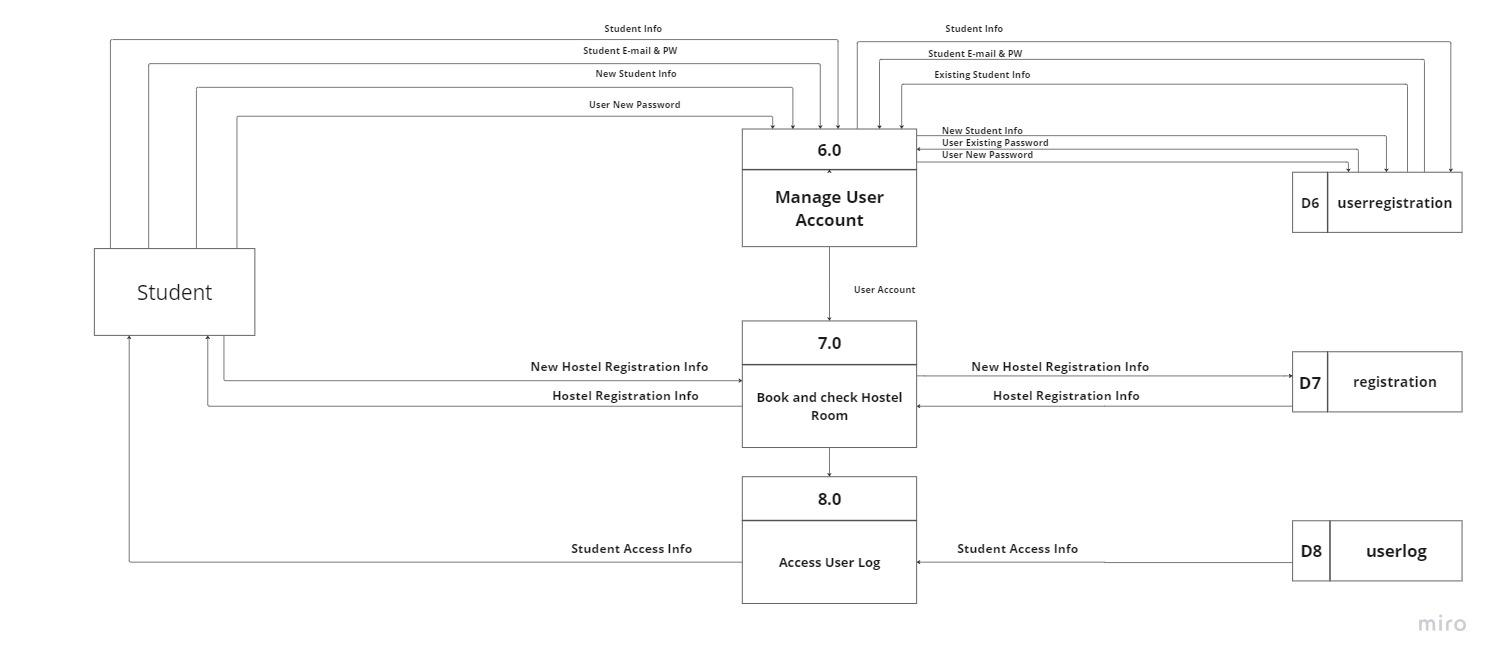 Student Info
Student Info
Student E-mail & PW
Student E-mail & PW
New Student Info
Existing Student Info
User New Password
6.0
New Student Info
User Existing Password
User New Password
Manage User
Account
D6
userregistration
Student
User Account
7.0
New Hostel Registration Info
New Hostel Registration Info
D7
registration
Hostel Registration Info
Book and check Hostel
Room
Hostel Registration Info
8.0
Student Access Info
Student Access Info
D8
userlog
Access User Log
miro